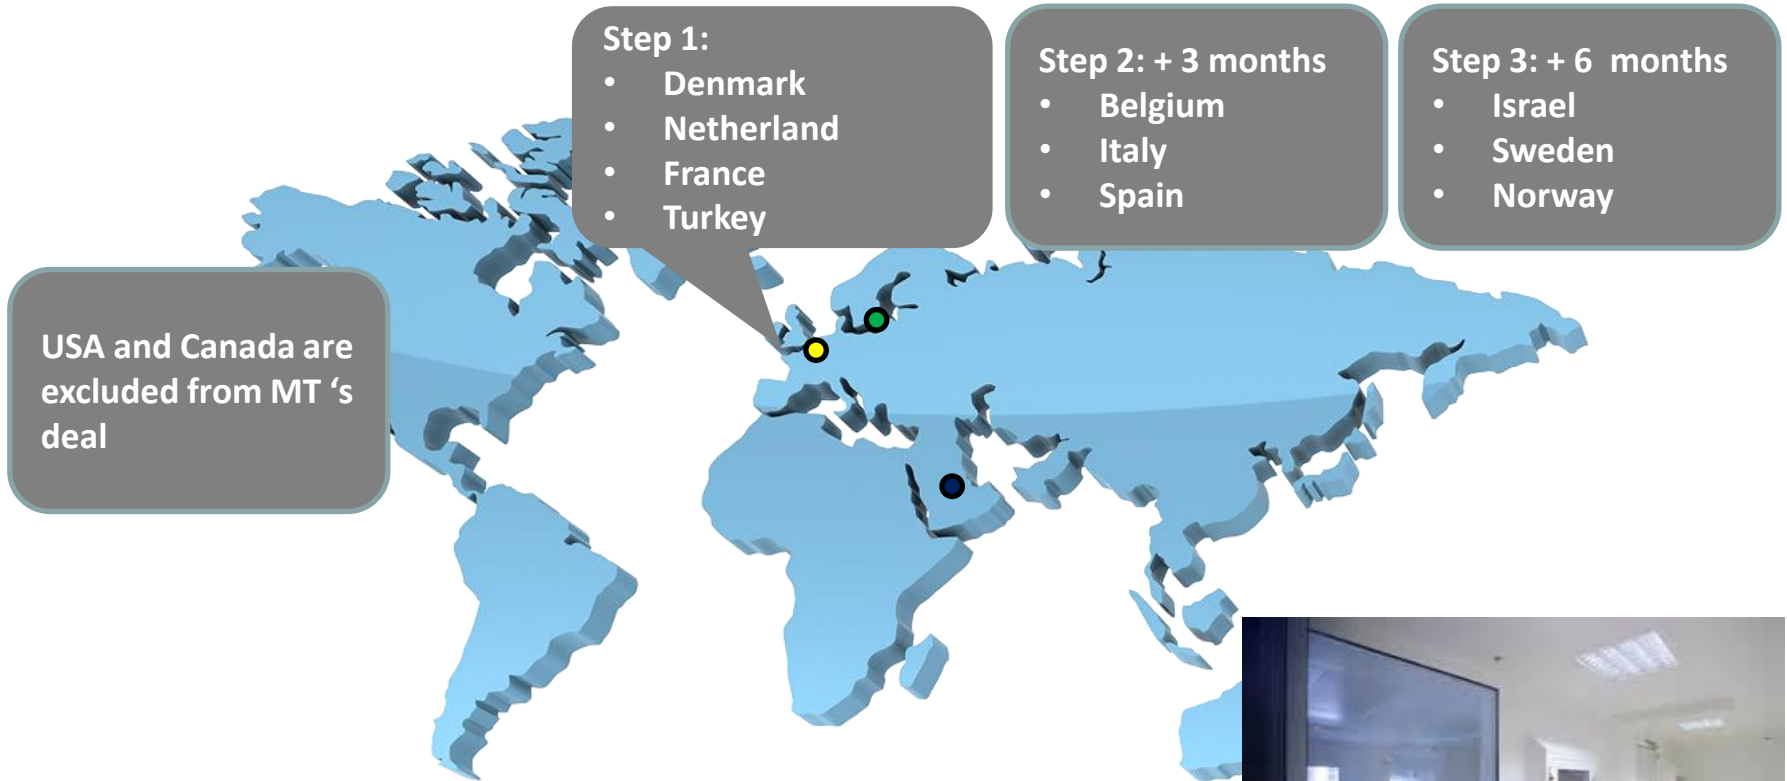 Step 1:
• Denmark
• Netherland
• France
• Turkey
Step 2: + 3 months
• Belgium
• Italy
• Spain
Step 3: + 6 months
• Israel
• Sweden
• Norway
USA and Canada are
excluded from MT ‘s
deal